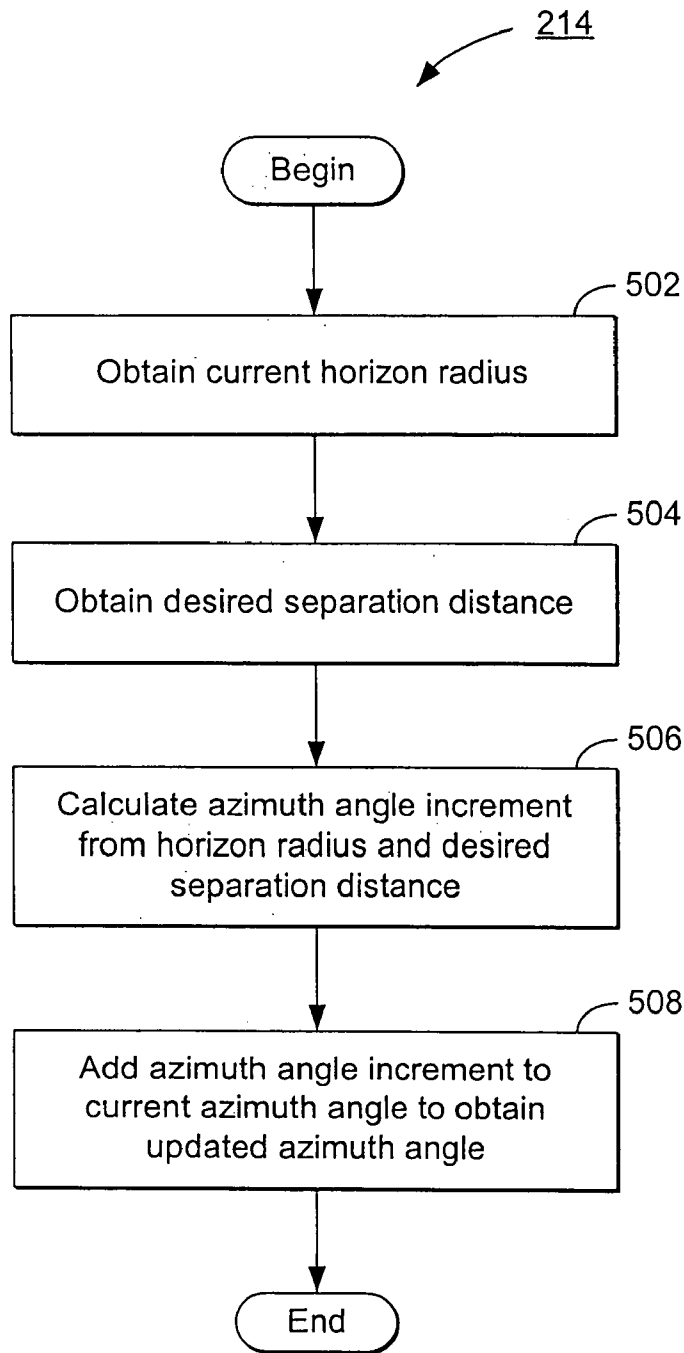 214
Begin
502
Obtain current horizon radius
504
Obtain desired separation distance
506
Calculate azimuth angle increment
from horizon radius and desired
separation distance
508
Add azimuth angle increment to
current azimuth angle to obtain
updated azimuth angle
End